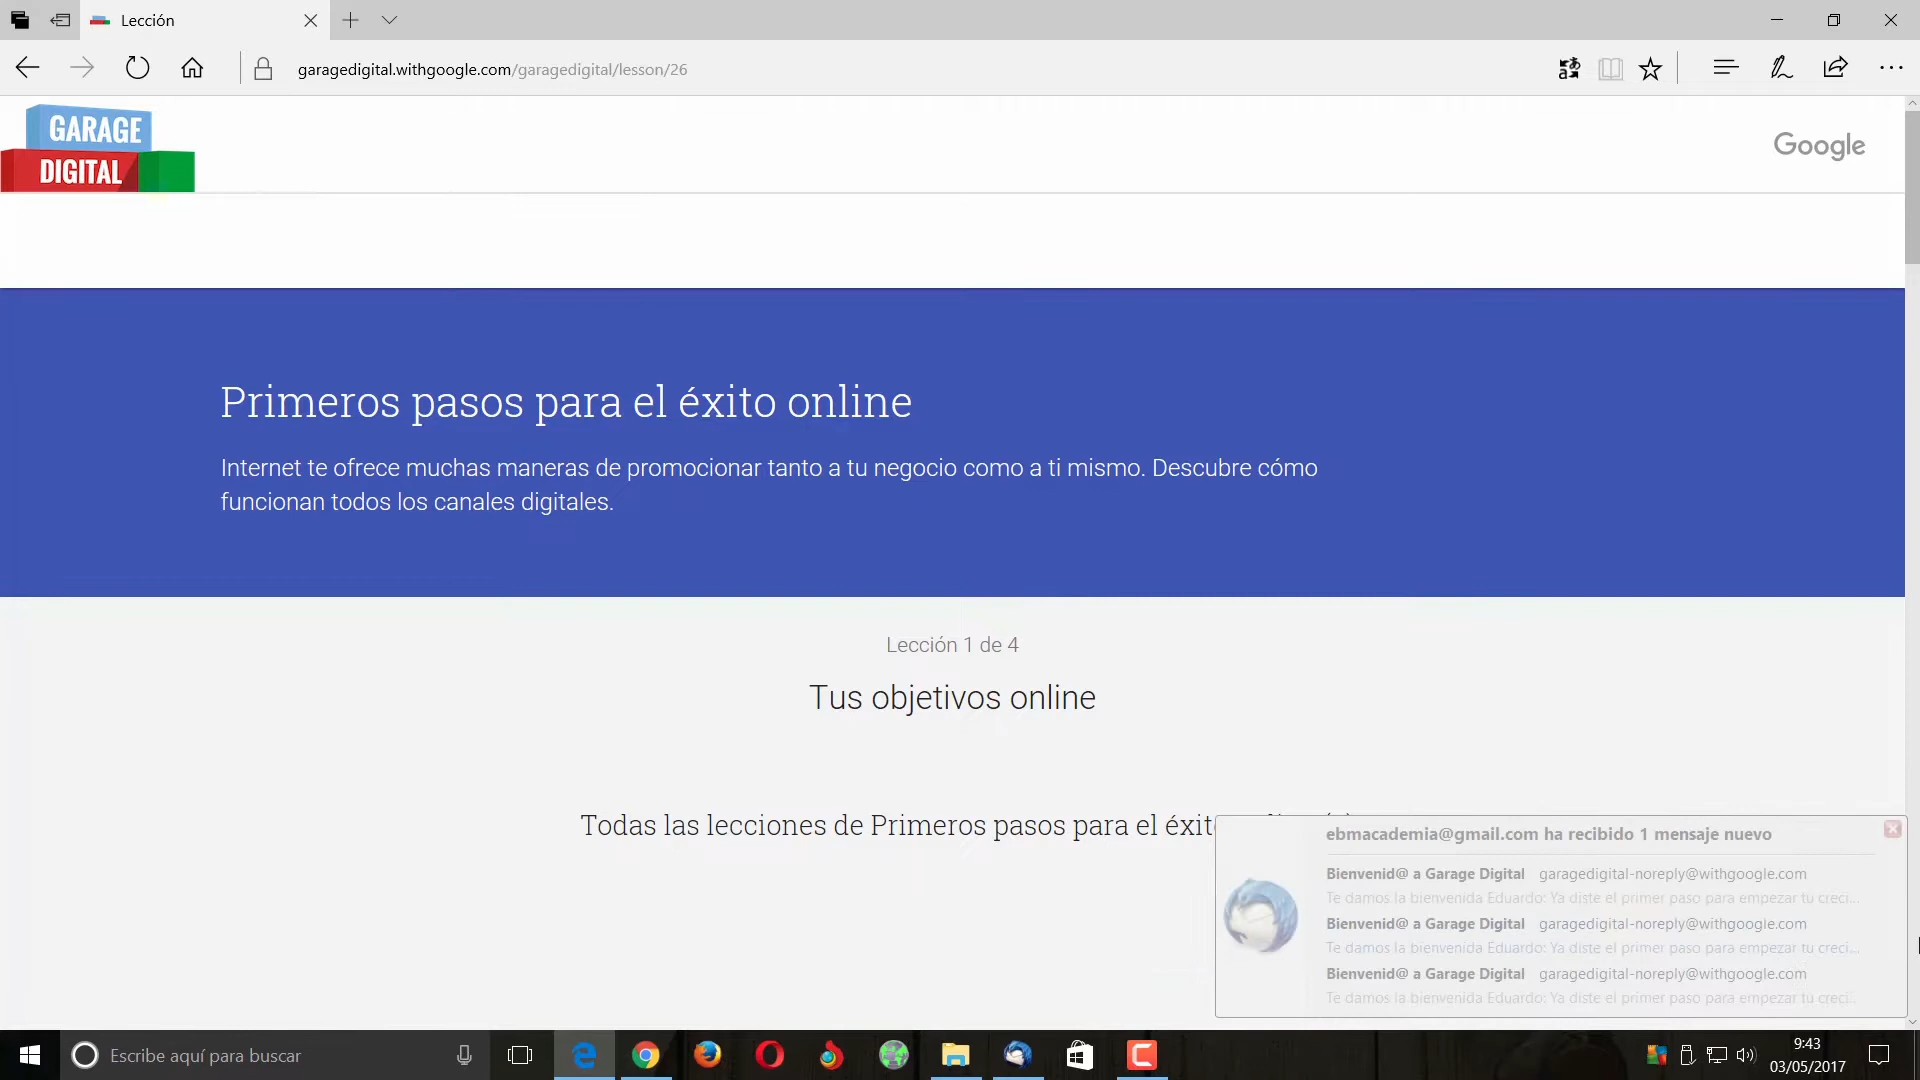 Lección
garagedigital.withgoogle.com/garagedigital/lesson/26
GARAGE
DIGITAL
Google
Primeros pasos para el éxito online
Internet te ofrece muchas maneras de promocionar tanto a tu negocio como a ti mismo. Descubre cómo
funcionan todos los canales digitales.
Lección 1 de 4
Tus objetivos online
Todas las lecciones de Primeros pasos para el éxito
ebmacademia@gmail.com ha recibido 1 mensaje nuevo
Bienvenid@ a Garage Digital garagedigital-noreply@withgoogle.com
Te damos la bienvenida Eduardo: Ya diste el primer paso para empezar tu creci...
Bienvenid@ a Garage Digital garagedigital-noreply@withgoogle.com
Te damos la bienvenida Eduardo: Ya diste el primer paso para empezar tu creci...
Bienvenid@ a Garage Digital garagedigital-noreply@withgoogle.com
Te damos la bienvenida Eduardo: Ya diste el primer paso para empezar tu creci...
Escribe aquí para buscar
9:43
03/05/2017